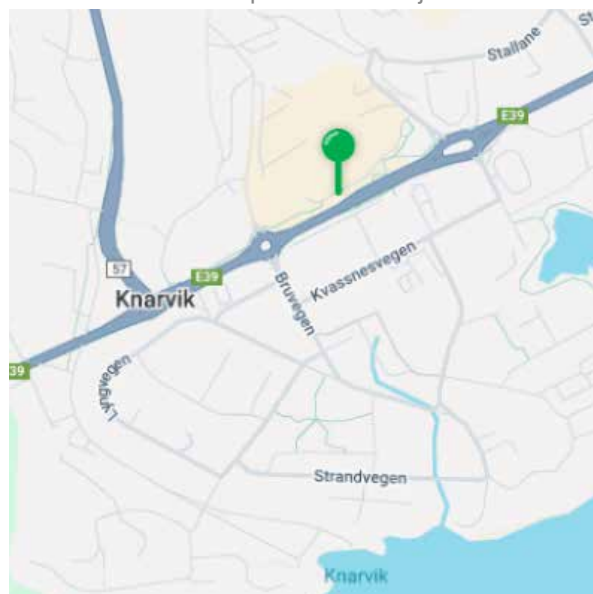 Stallane
E39
57
E39
Knarvik
Kvassnesvegen
Bruvegen
39
Lyngvegen
Strandvegen
Knarvik